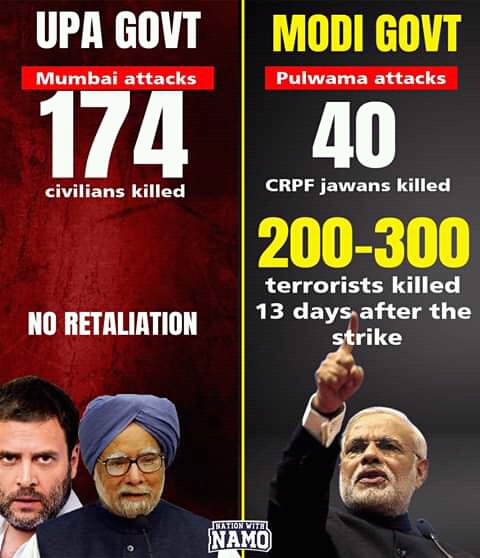 UPA GOVT
Mumbai attacks
174
civilians killed
NO RETALIATION
MODI GOVT
Pulwama attacks
40
CRPF jawans killed
200-300
terrorists killed
13 days after the
strike
NATION WITH
NAMO